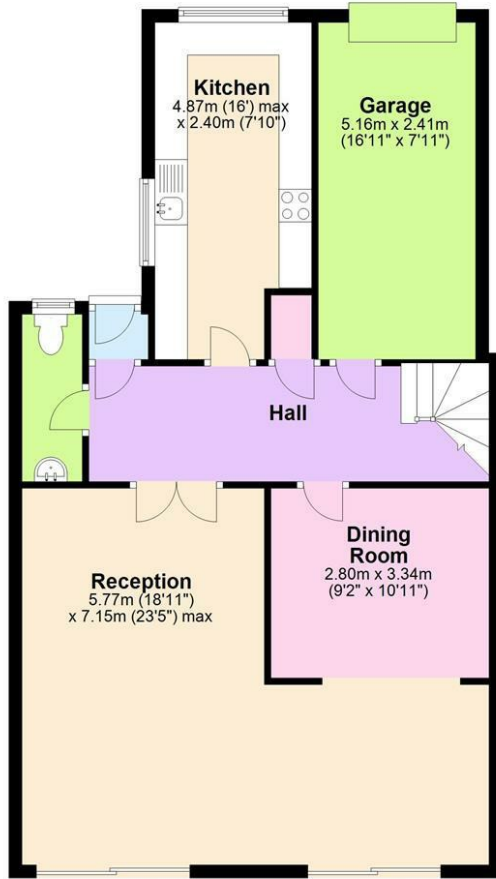 Kitchen
4.87m (16') max
x 2.40m (7'10")
Garage
5.16m x 2.41m
(16'11" x 7'11")
Hall
Dining
Room
2.80m x 3.34m
(9'2" x 10'11")
Reception
5.77m (18'11")
x 7.15m (23'5") max